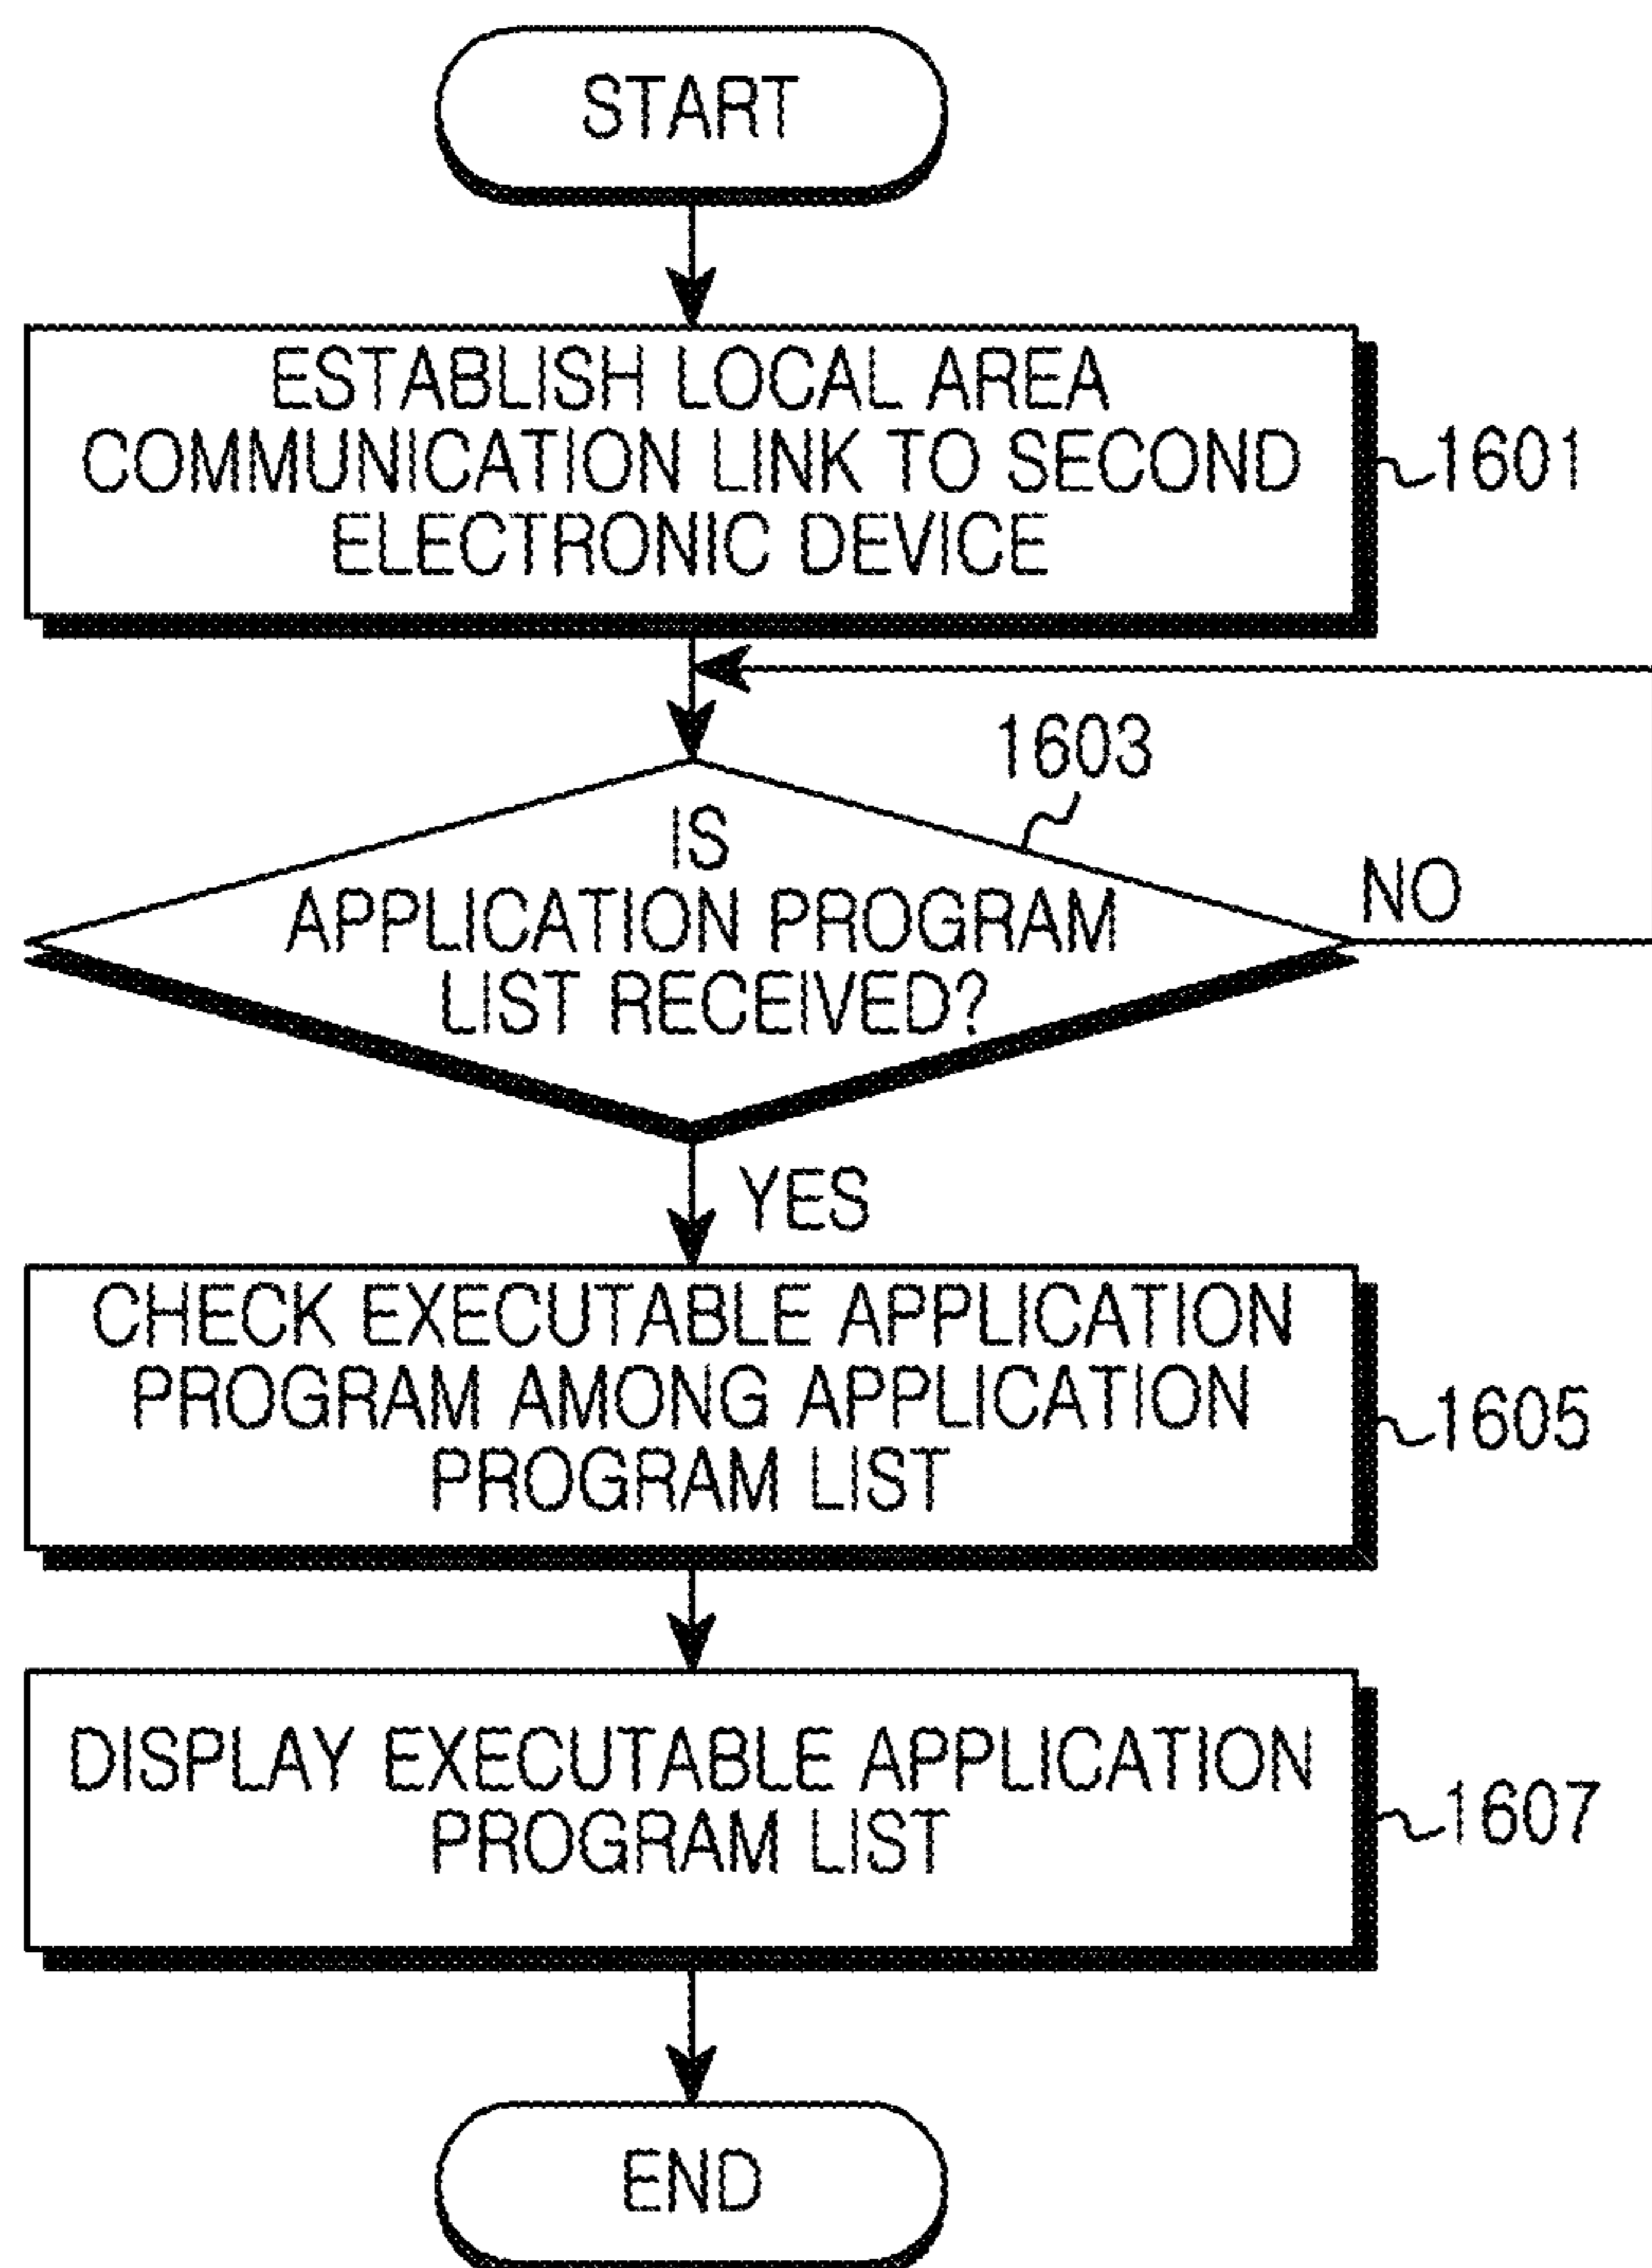 START
ESTABLISH LOCAL AREA
COMMUNICATION LINK TO SECOND
ELECTRONIC DEVICE
1601
1603
IS
APPLICATION PROGRAM
LIST RECEIVED?
NO
YES
CHECK EXECUTABLE APPLICATION
PROGRAM AMONG APPLICATION
PROGRAM LIST
1605
DISPLAY EXECUTABLE APPLICATION
PROGRAM LIST
1607
END